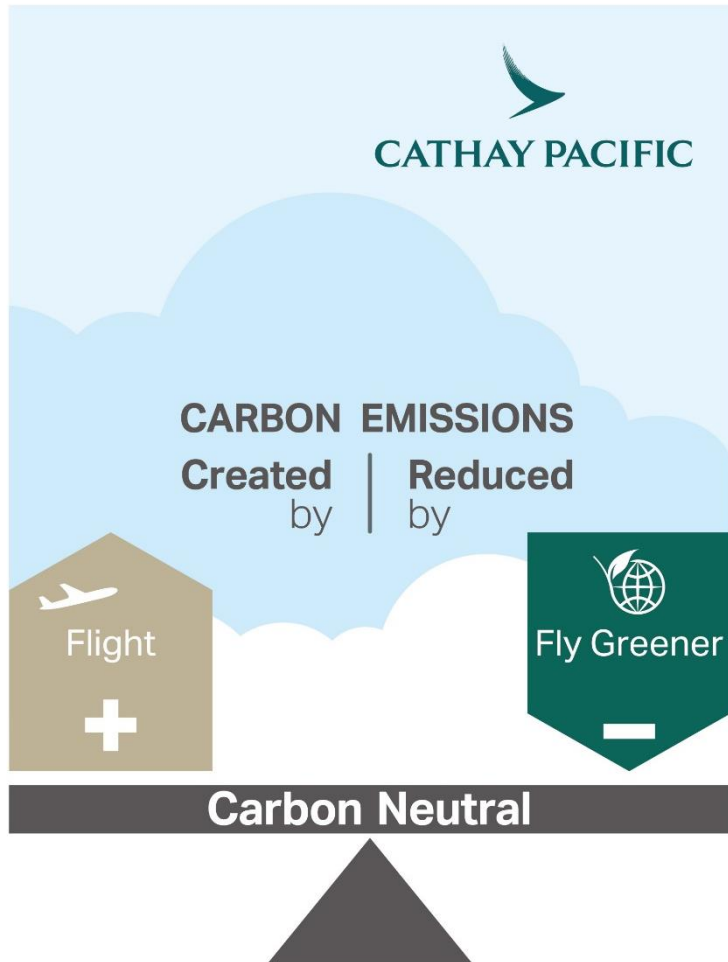 CATHAY PACIFIC
CARBON EMISSIONS
Created | Reduced
by | by
Flight
+
Fly Greener
−
Carbon Neutral